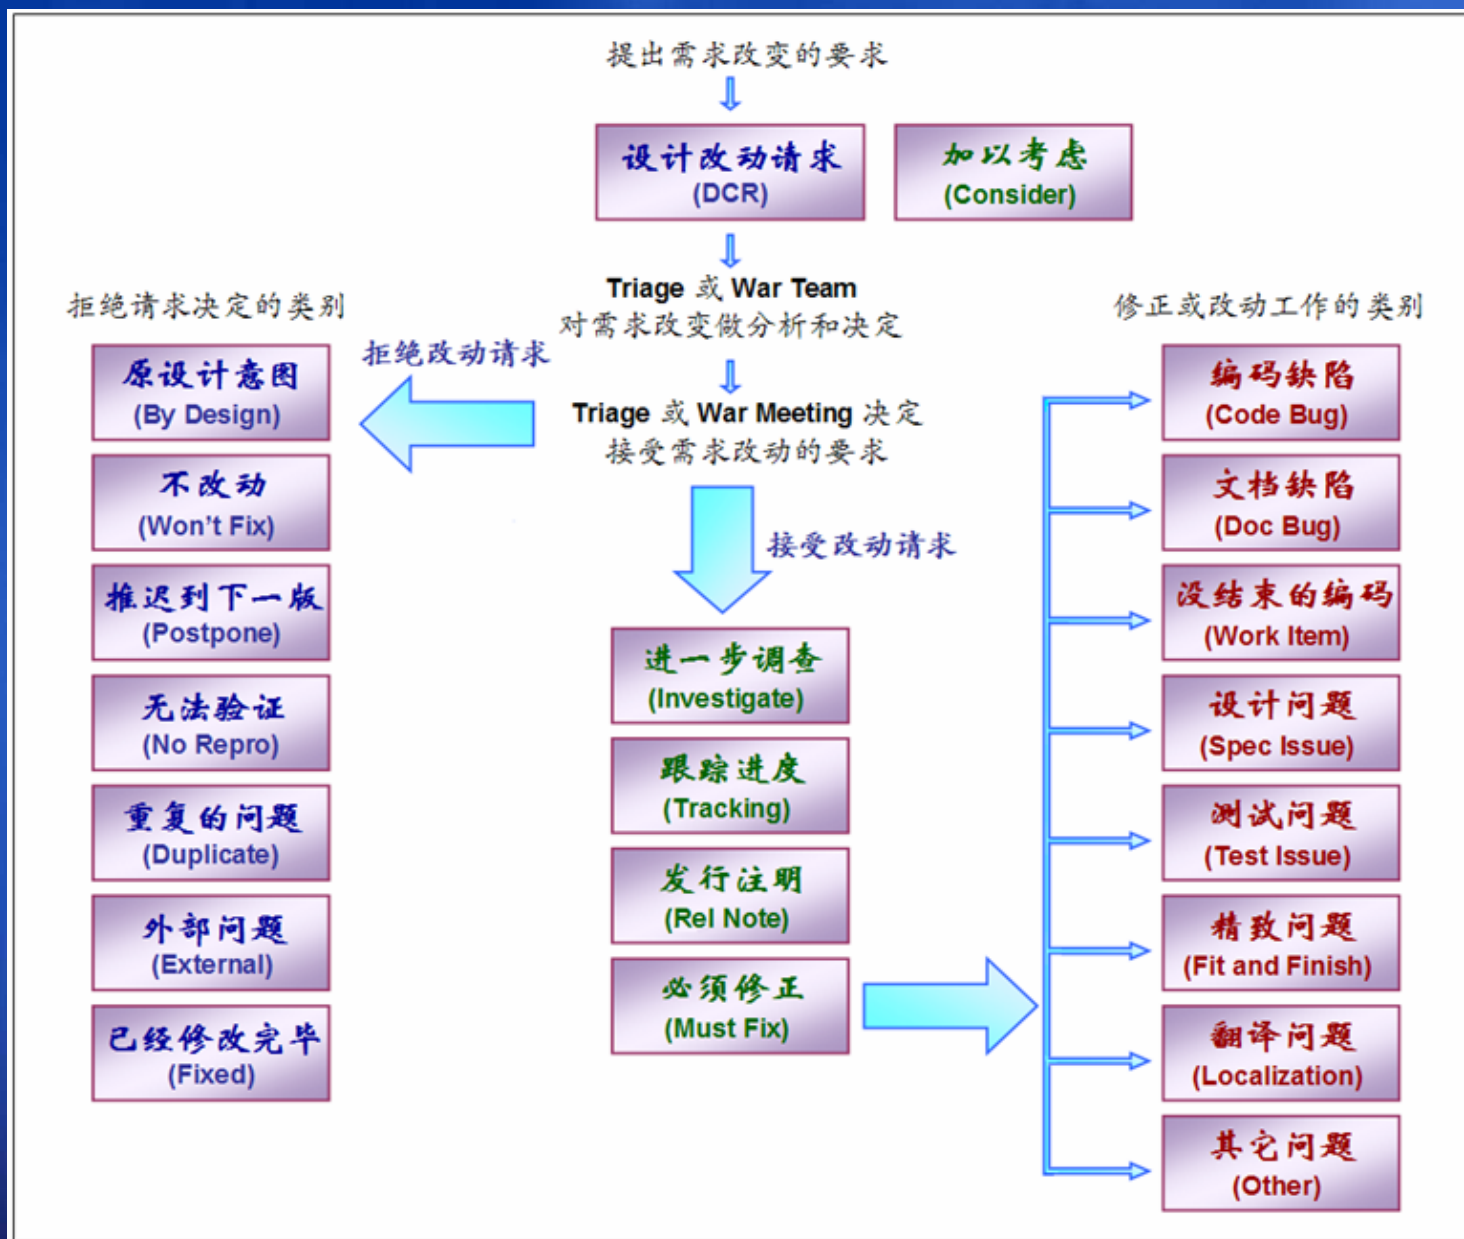 提出需求改变的要求
设计改动请求
(DCR)
加以考虑
(Consider)
Triage 或 War Team
对需求改变做分析和决定
拒绝改动请求
Triage 或 War Meeting 决定
接受需求改动的要求
接受改动请求
拒绝请求决定的类别
原设计意图
(By Design)
不改动
(Won't Fix)
推迟到下一版
(Postpone)
无法验证
(No Repro)
重复的问题
(Duplicate)
外部问题
(External)
已经修改完毕
(Fixed)
进一步调查
(Investigate)
跟踪进度
(Tracking)
发行注明
(Rel Note)
必须修正
(Must Fix)
修正或改动工作的类别
编码缺陷
(Code Bug)
文档缺陷
(Doc Bug)
没结束的编码
(Work Item)
设计问题
(Spec Issue)
测试问题
(Test Issue)
精致问题
(Fit and Finish)
翻译问题
(Localization)
其它问题
(Other)